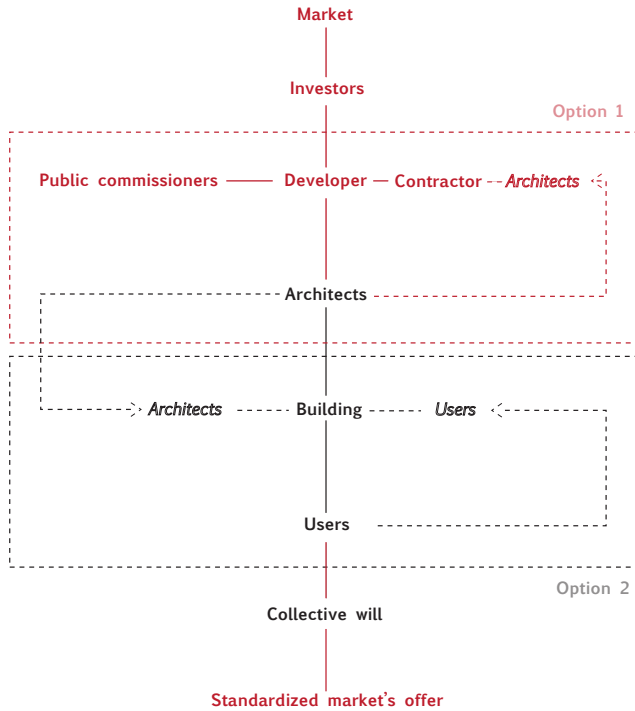 Market
Investors
Option 1
Public commissioners Developer Contractor Architects
Architects
Architects Building Users
Users
Option 2
Collective will
Standardized market's offer